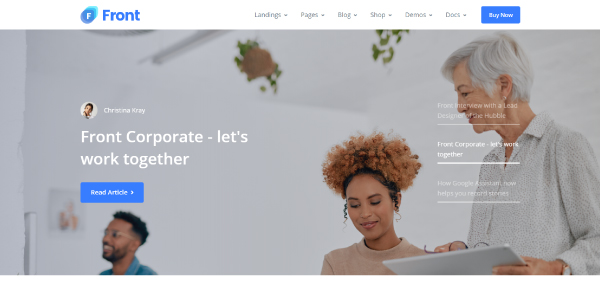 Front
Landings
Pages
Blog
Shop
Demos
Docs
Buy Now
Christina Kray
Front Corporate - let's
work together
Read Article
Front Interview with a Lead
Designer of the Hubble
Front Corporate - let's work
together
How Google Assistant now
helps you record stories